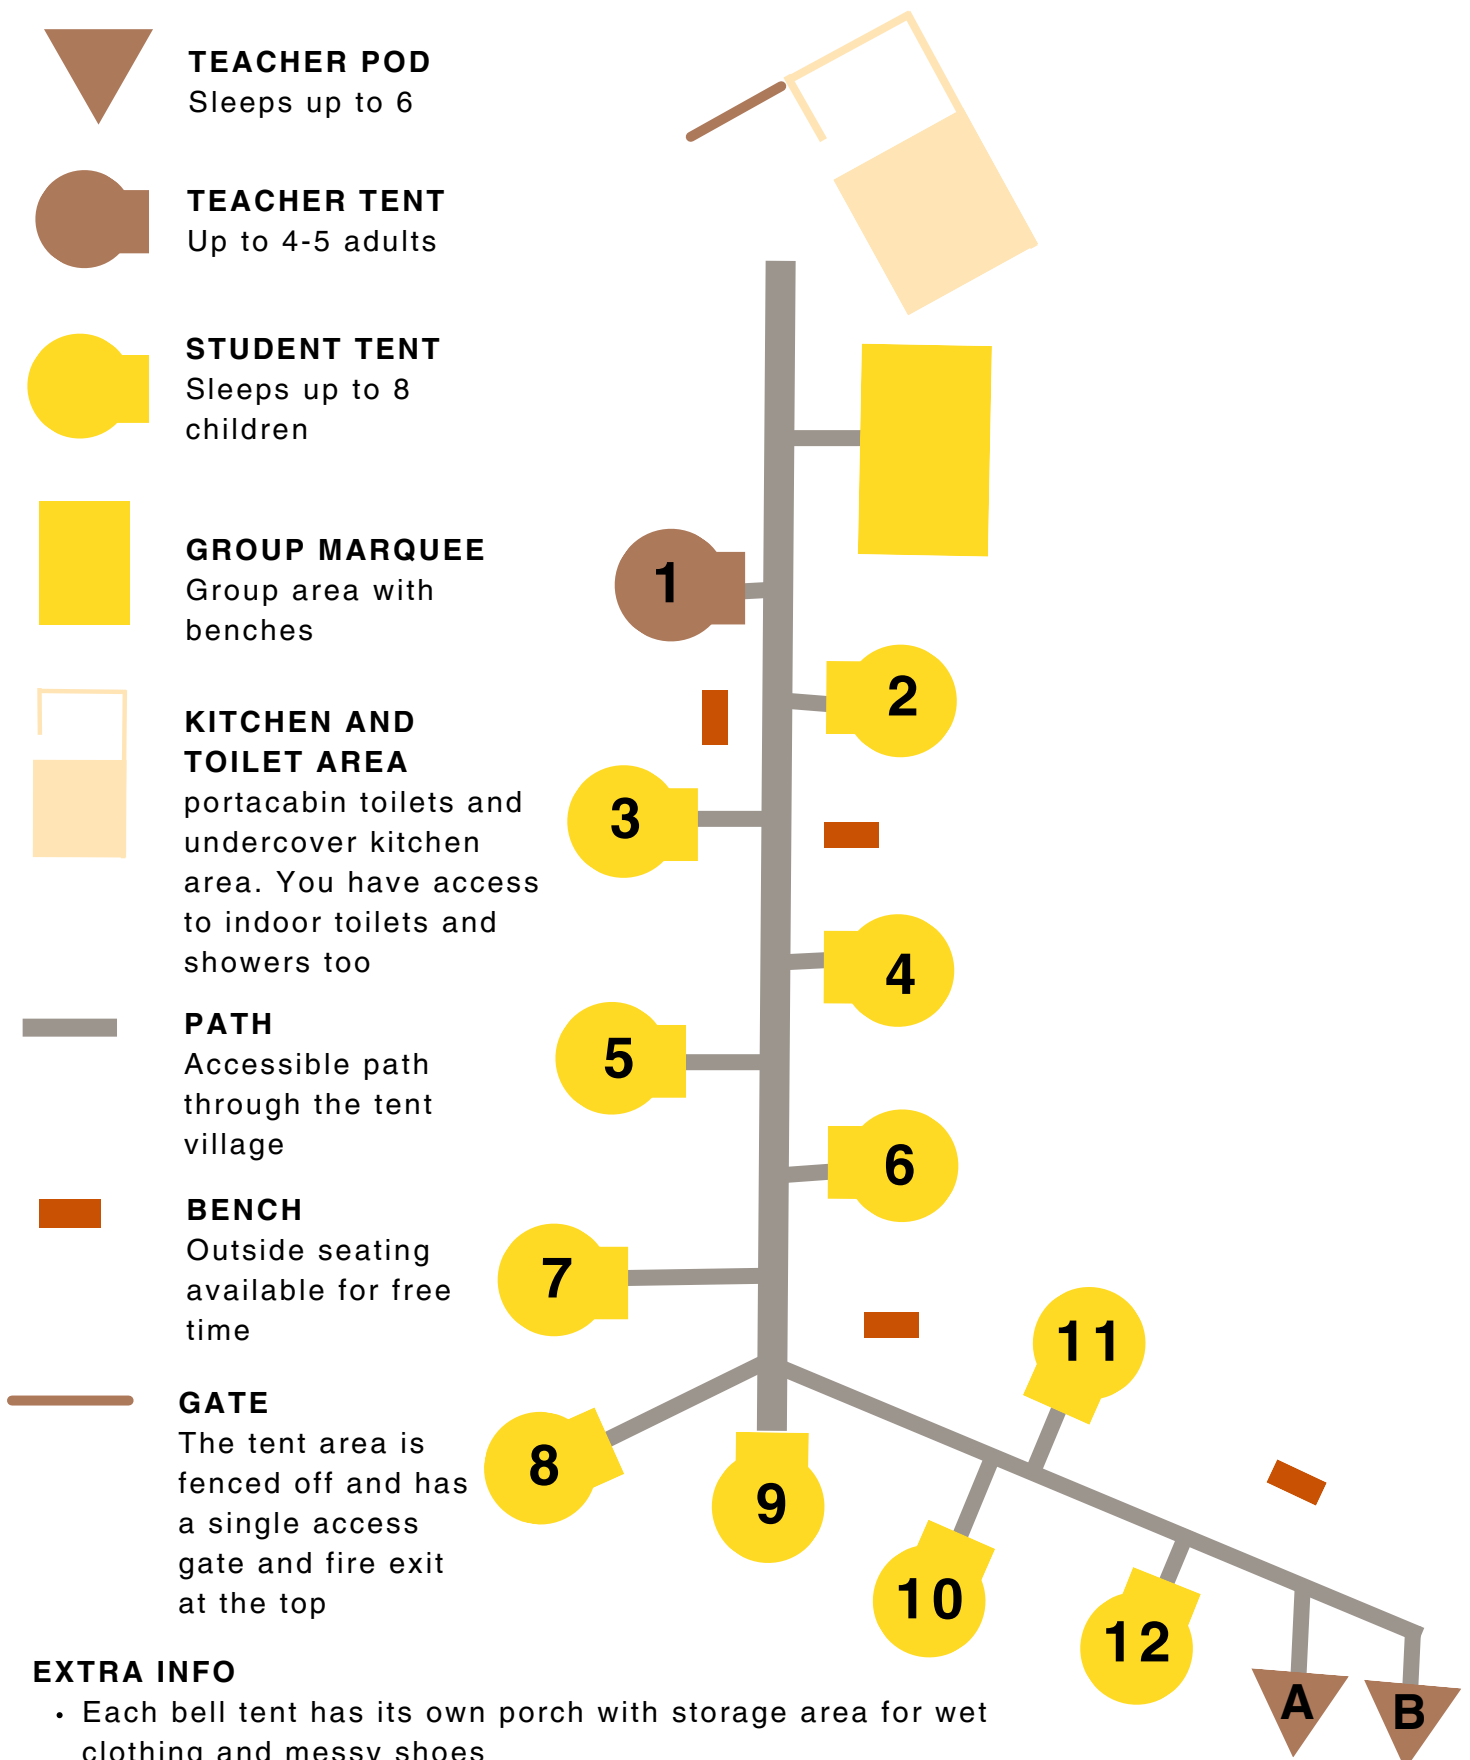 TEACHER POD
Sleeps up to 6
TEACHER TENT
Up to 4-5 adults
STUDENT TENT
Sleeps up to 8
children
GROUP MARQUEE
Group area with
benches
KITCHEN AND
TOILET AREA
portacabin toilets and
undercover kitchen
area. You have access
to indoor toilets and
showers too
PATH
Accessible path
through the tent
village
BENCH
Outside seating
available for free
time
GATE
The tent area is
fenced off and has
a single access
gate and fire exit
at the top
1
2
3
4
5
6
7
8
9
10
11
12
A
B
EXTRA INFO
• Each bell tent has its own porch with storage area for wet
clothing and messy shoes